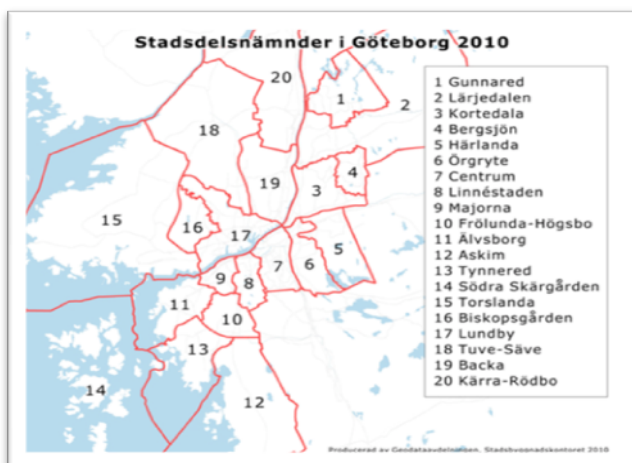 Stadsdelsnämnder i Göteborg 2010
20
1
2
18
4
3
19
15
16
17
5
7
6
9
8
11
10
13
14
12
1 Gunnared
2 Lärjedalen
3 Kortedala
4 Bergsjön
5 Härlanda
6 Örgryte
7 Centrum
8 Linnéstaden
9 Majorna
10 Frölunda-Högsbo
11 Älvsborg
12 Askim
13 Tynnered
14 Södra Skärgården
15 Torslanda
16 Biskopsgården
17 Lundby
18 Tuve-Säve
19 Backa
20 Kärra-Rödbo
Producerad av Geodataavdelningen, Stadsbyggnadskontoret 2010